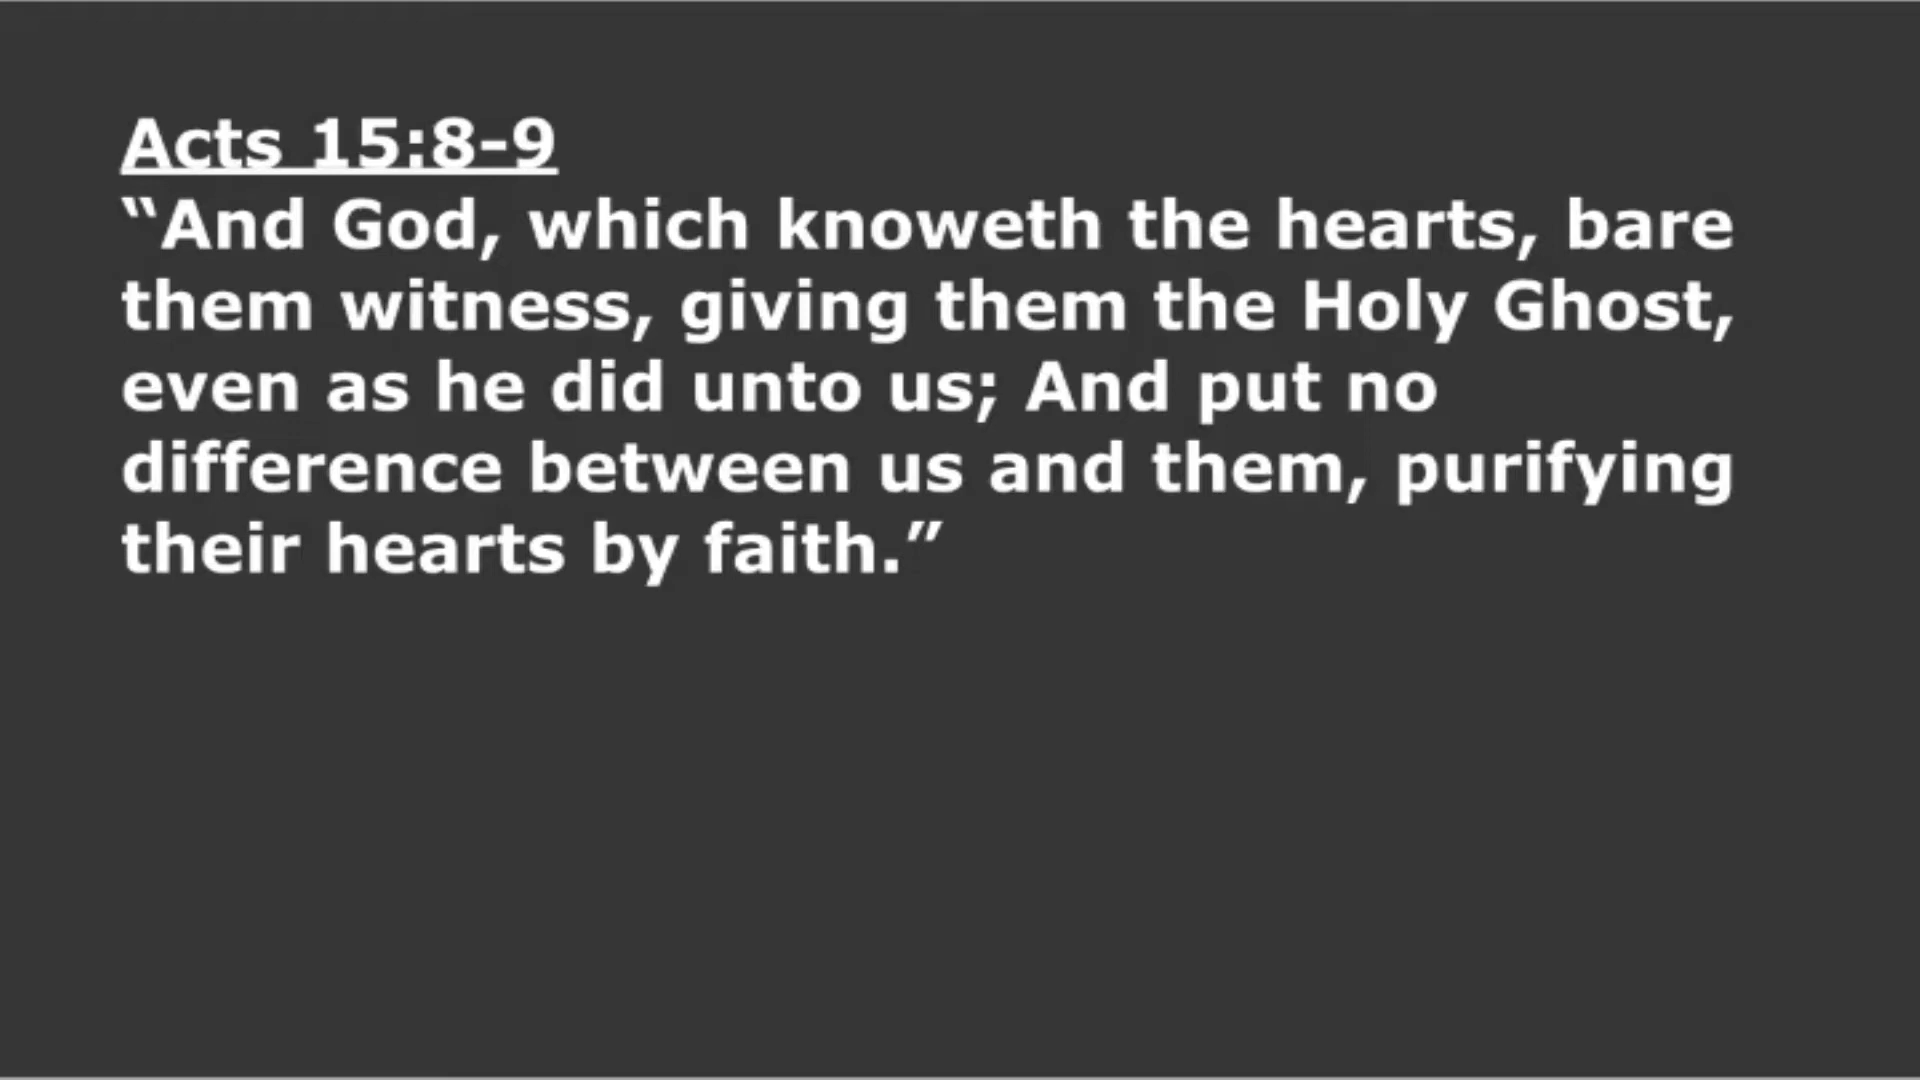 Acts 15:8-9
“And God, which knoweth the hearts, bare
them witness, giving them the Holy Ghost,
even as he did unto us; And put no
difference between us and them, purifying
their hearts by faith.”